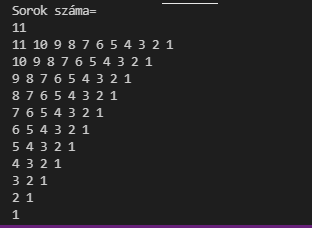 Sorok száma=
11
11 10 9 8 7 6 5 4 3 2 1
10 9 8 7 6 5 4 3 2 1
9 8 7 6 5 4 3 2 1
8 7 6 5 4 3 2 1
7 6 5 4 3 2 1
6 5 4 3 2 1
5 4 3 2 1
4 3 2 1
3 2 1
2 1
1